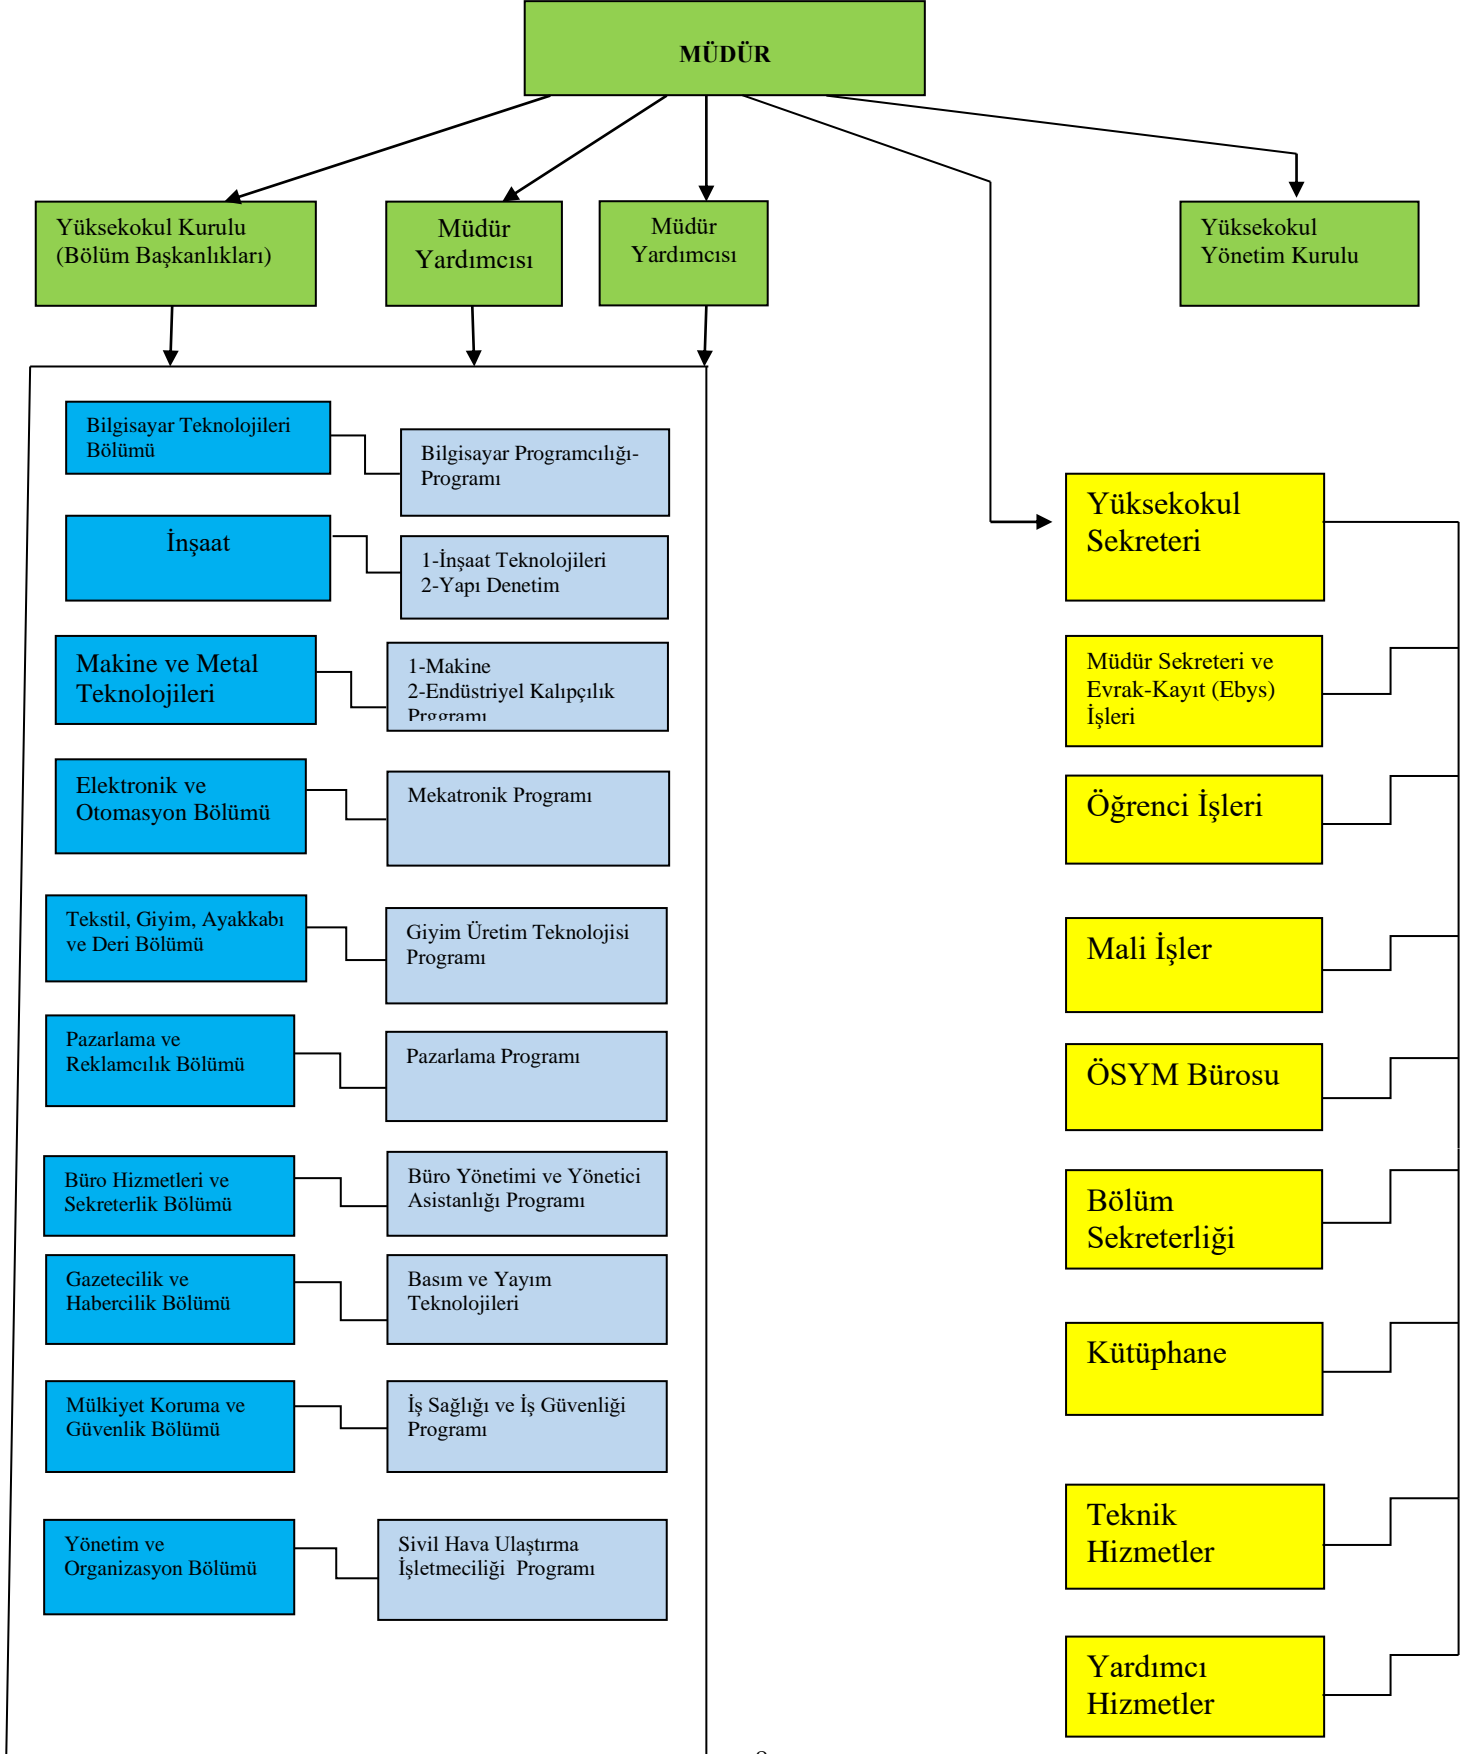 MÜDÜR
Yüksekokul Kurulu
(Bölüm Başkanlıkları)
Müdür
Yardımcısı
Müdür
Yardımcısı
Yüksekokul
Yönetim Kurulu
Bilgisayar Teknolojileri
Bölümü
Bilgisayar Programcılığı-
Programı
İnşaat
1-İnşaat Teknolojileri
2-Yapı Denetim
Makine ve Metal
Teknolojileri
1-Makine
2-Endüstriyel Kalıpçılık
Prggramı
Elektronik ve
Otomasyon Bölümü
Mekatronik Programı
Tekstil, Giyim, Ayakkabı
ve Deri Bölümü
Giyim Üretim Teknolojisi
Programı
Pazarlama ve
Reklamcılık Bölümü
Pazarlama Programı
Büro Hizmetleri ve
Sekreterlik Bölümü
Büro Yönetimi ve Yönetici
Asistanlığı Programı
Gazetecilik ve
Habercilik Bölümü
Basım ve Yayım
Teknolojileri
Mülkiyet Koruma ve
Güvenlik Bölümü
İş Sağlığı ve İş Güvenliği
Programı
Yönetim ve
Organizasyon Bölümü
Sivil Hava Ulaştırma
İşletmeciliği  Programı
Yüksekokul
Sekreteri
Müdür Sekreteri ve
Evrak-Kayıt (Ebys)
İşleri
Öğrenci İşleri
Mali İşler
ÖSYM Bürosu
Bölüm
Sekreterliği
Kütüphane
Teknik
Hizmetler
Yardımcı
Hizmetler